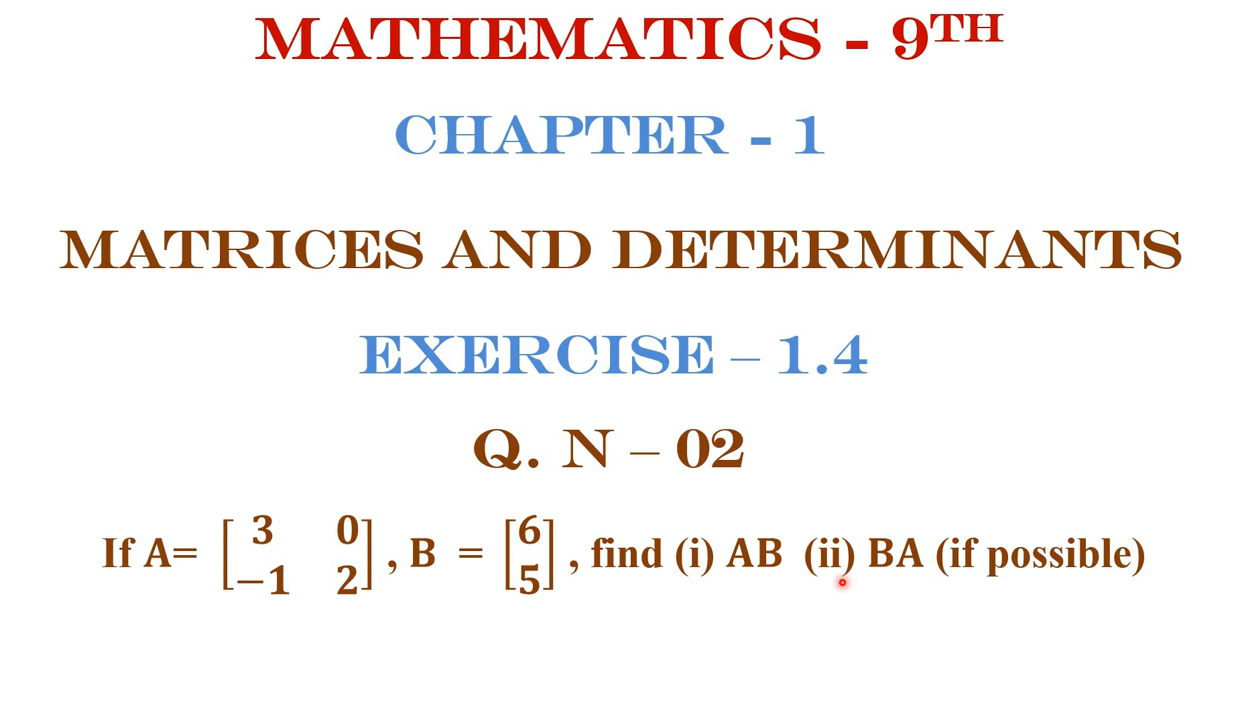 MATHEMATICS - 9TH
CHAPTER - 1
MATRICES AND DETERMINANTS
EXERCISE – 1.4
Q. N – 02
If A= [3 0; −1 2] , B = [6; 5] , find (i) AB (ii) BA (if possible)